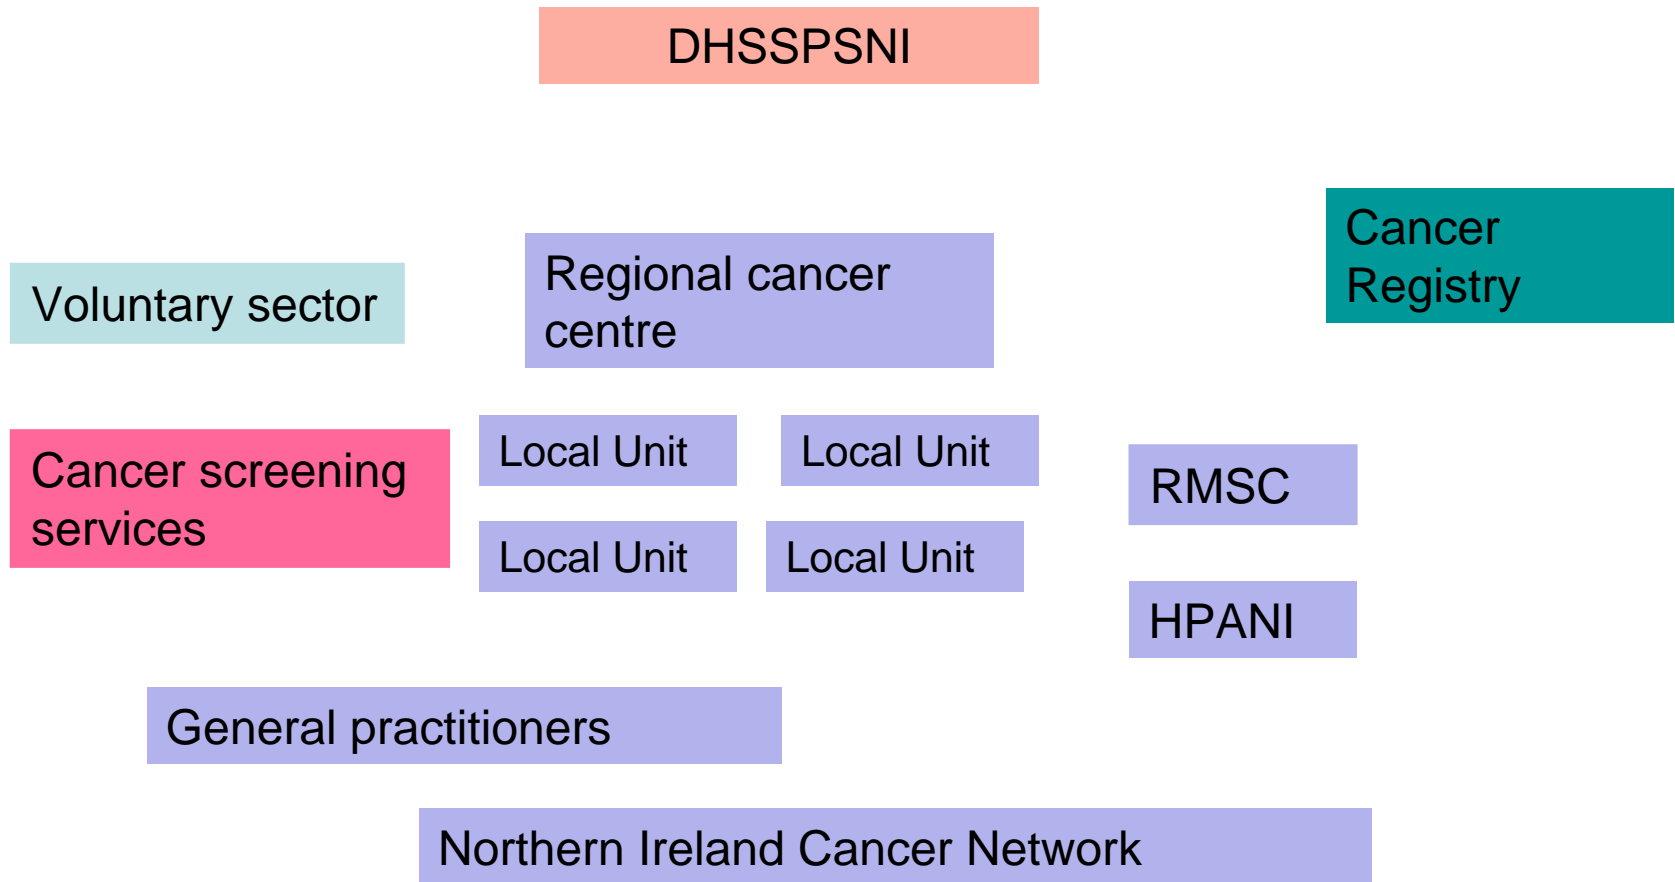 DHSSPSNI
Cancer
Registry
Regional cancer
centre
Voluntary sector
Cancer screening
services
Local Unit
Local Unit
RMSC
Local Unit
Local Unit
HPANI
General practitioners
Northern Ireland Cancer Network